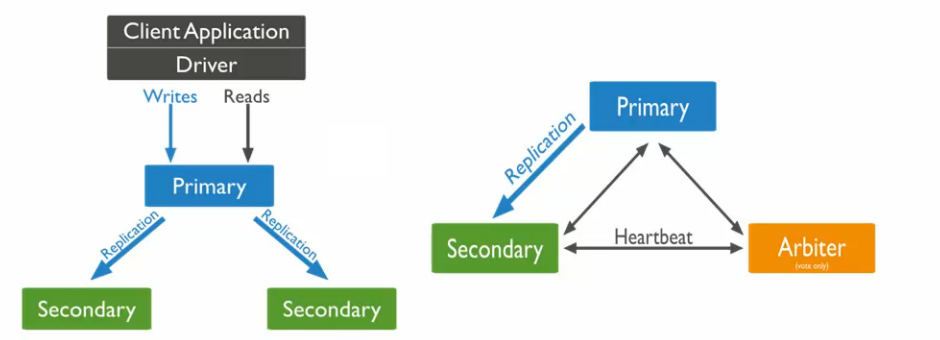 Client Application
Driver
Writes
Reads
Primary
Replication
Replication
Secondary
Secondary
Primary
Replication
Secondary
Heartbeat
Arbiter
(vote only)